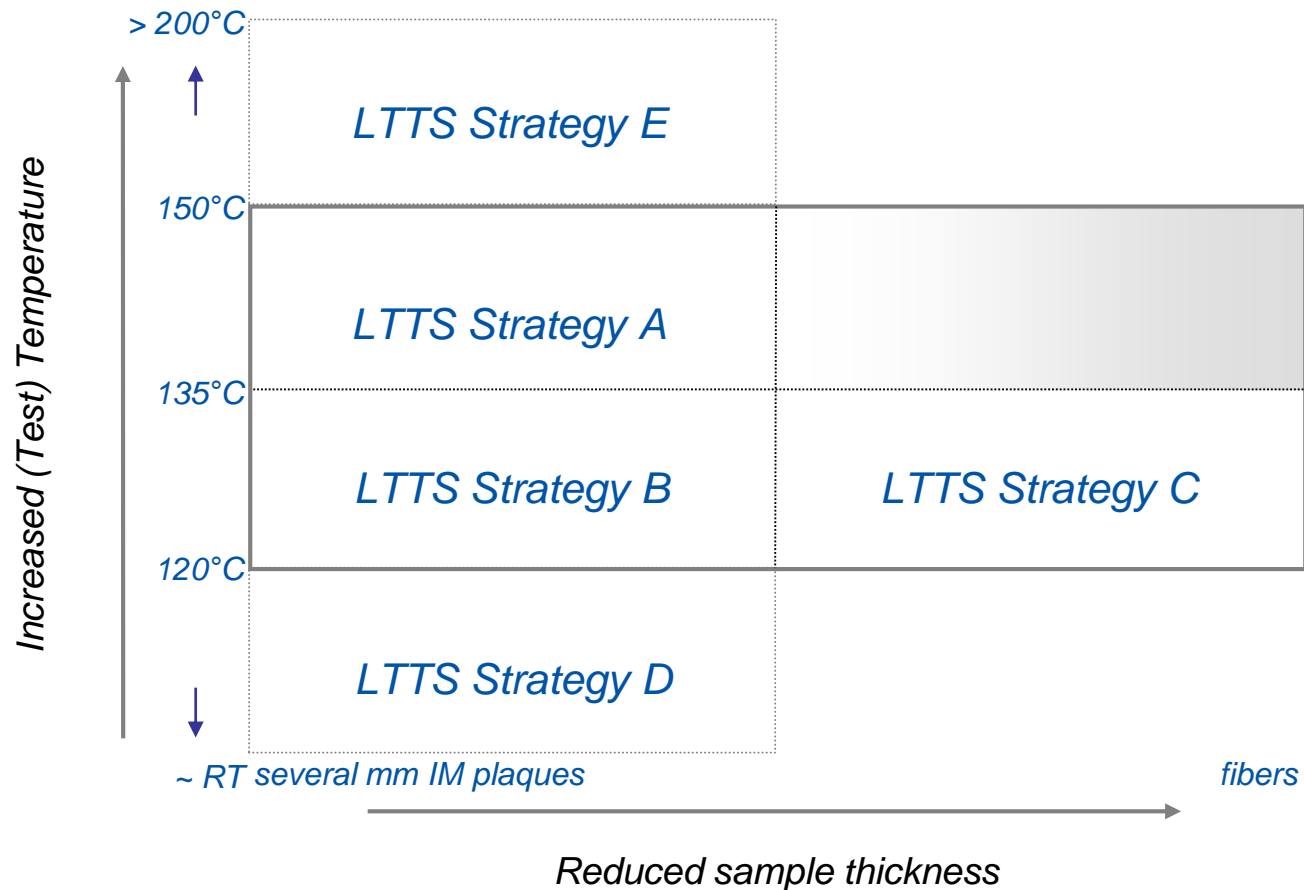 > 200°C
LTTS Strategy E
150°C
LTTS Strategy A
135°C
LTTS Strategy B
LTTS Strategy C
120°C
LTTS Strategy D
~ RT
several mm IM plaques
fibers
Increased (Test) Temperature
Reduced sample thickness